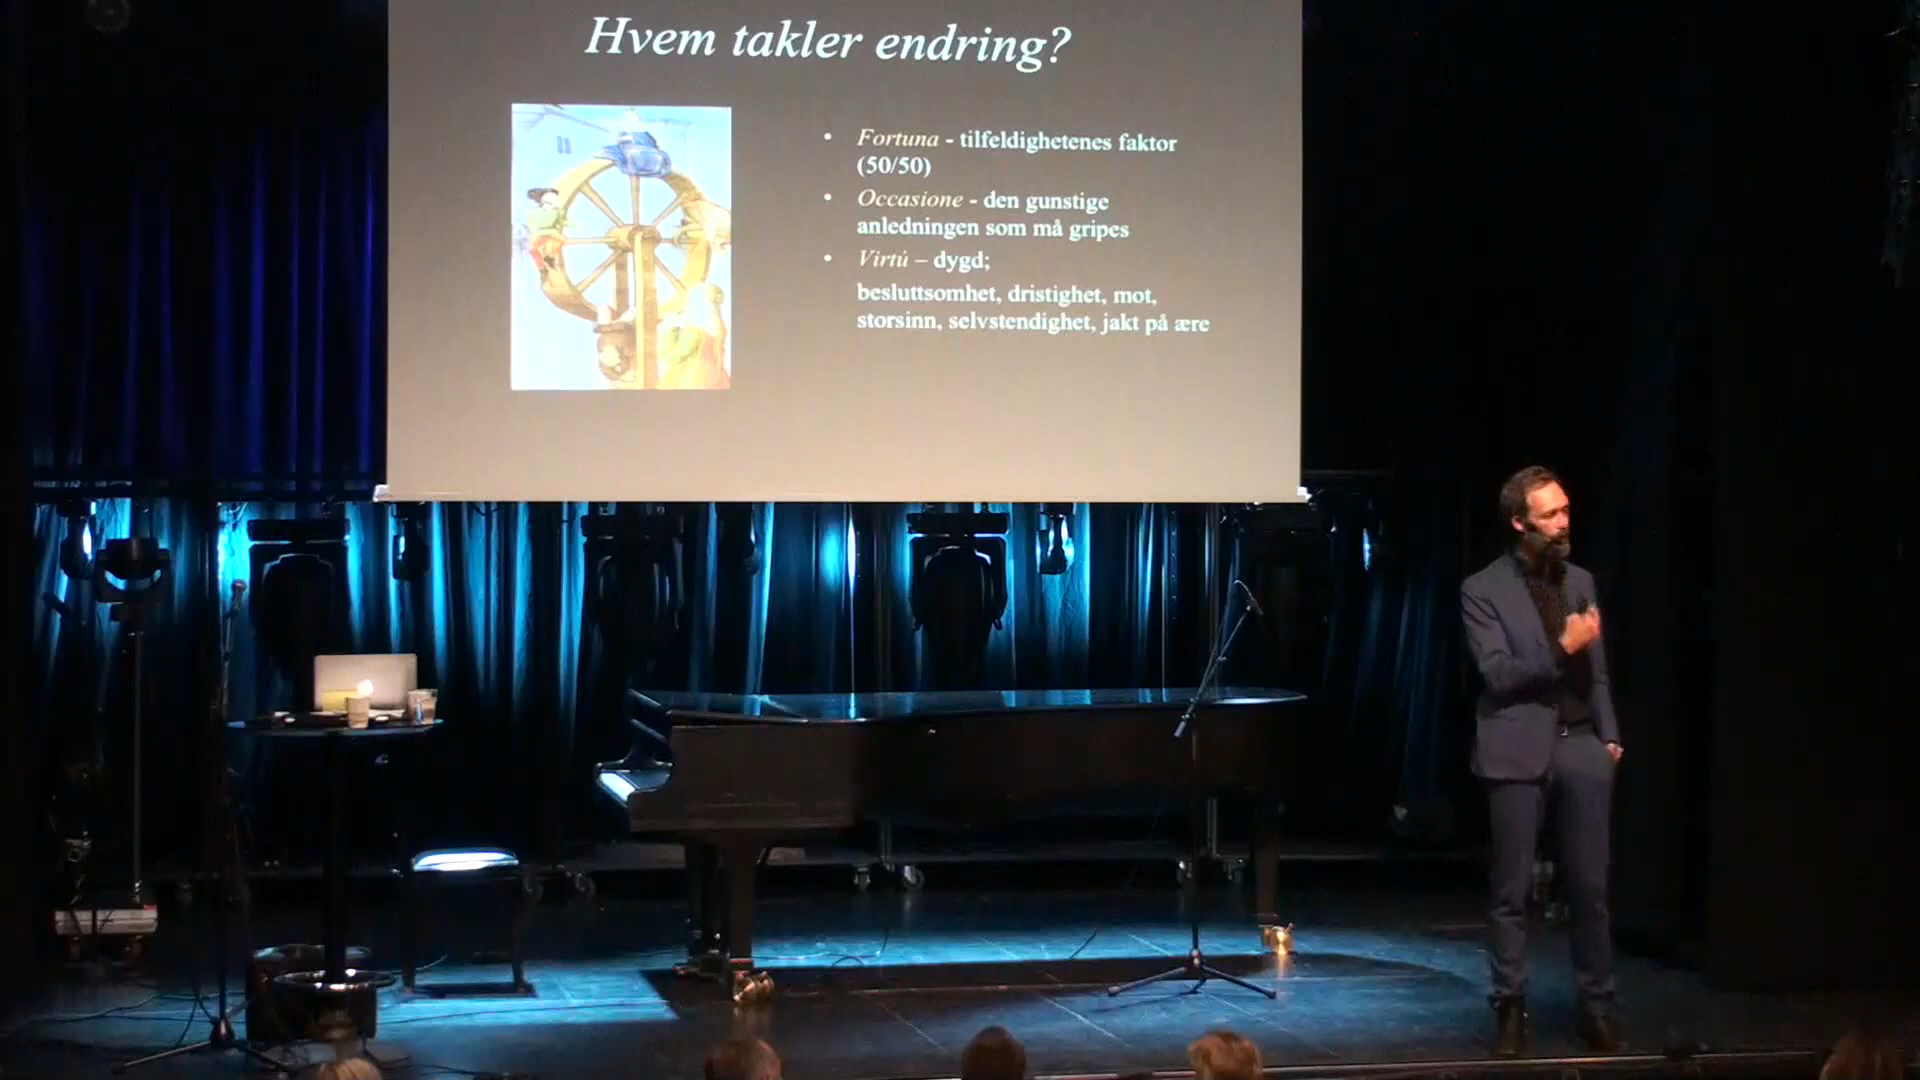 Hvem takler endring?
• Fortuna - tilfeldighetenes faktor
(50/50)
• Occasione - den gunstige
anledningen som må gripes
• Virtú – dygd;
besluttsomhet, dristighet, mot,
storsinn, selvstendighet, jakt på ære